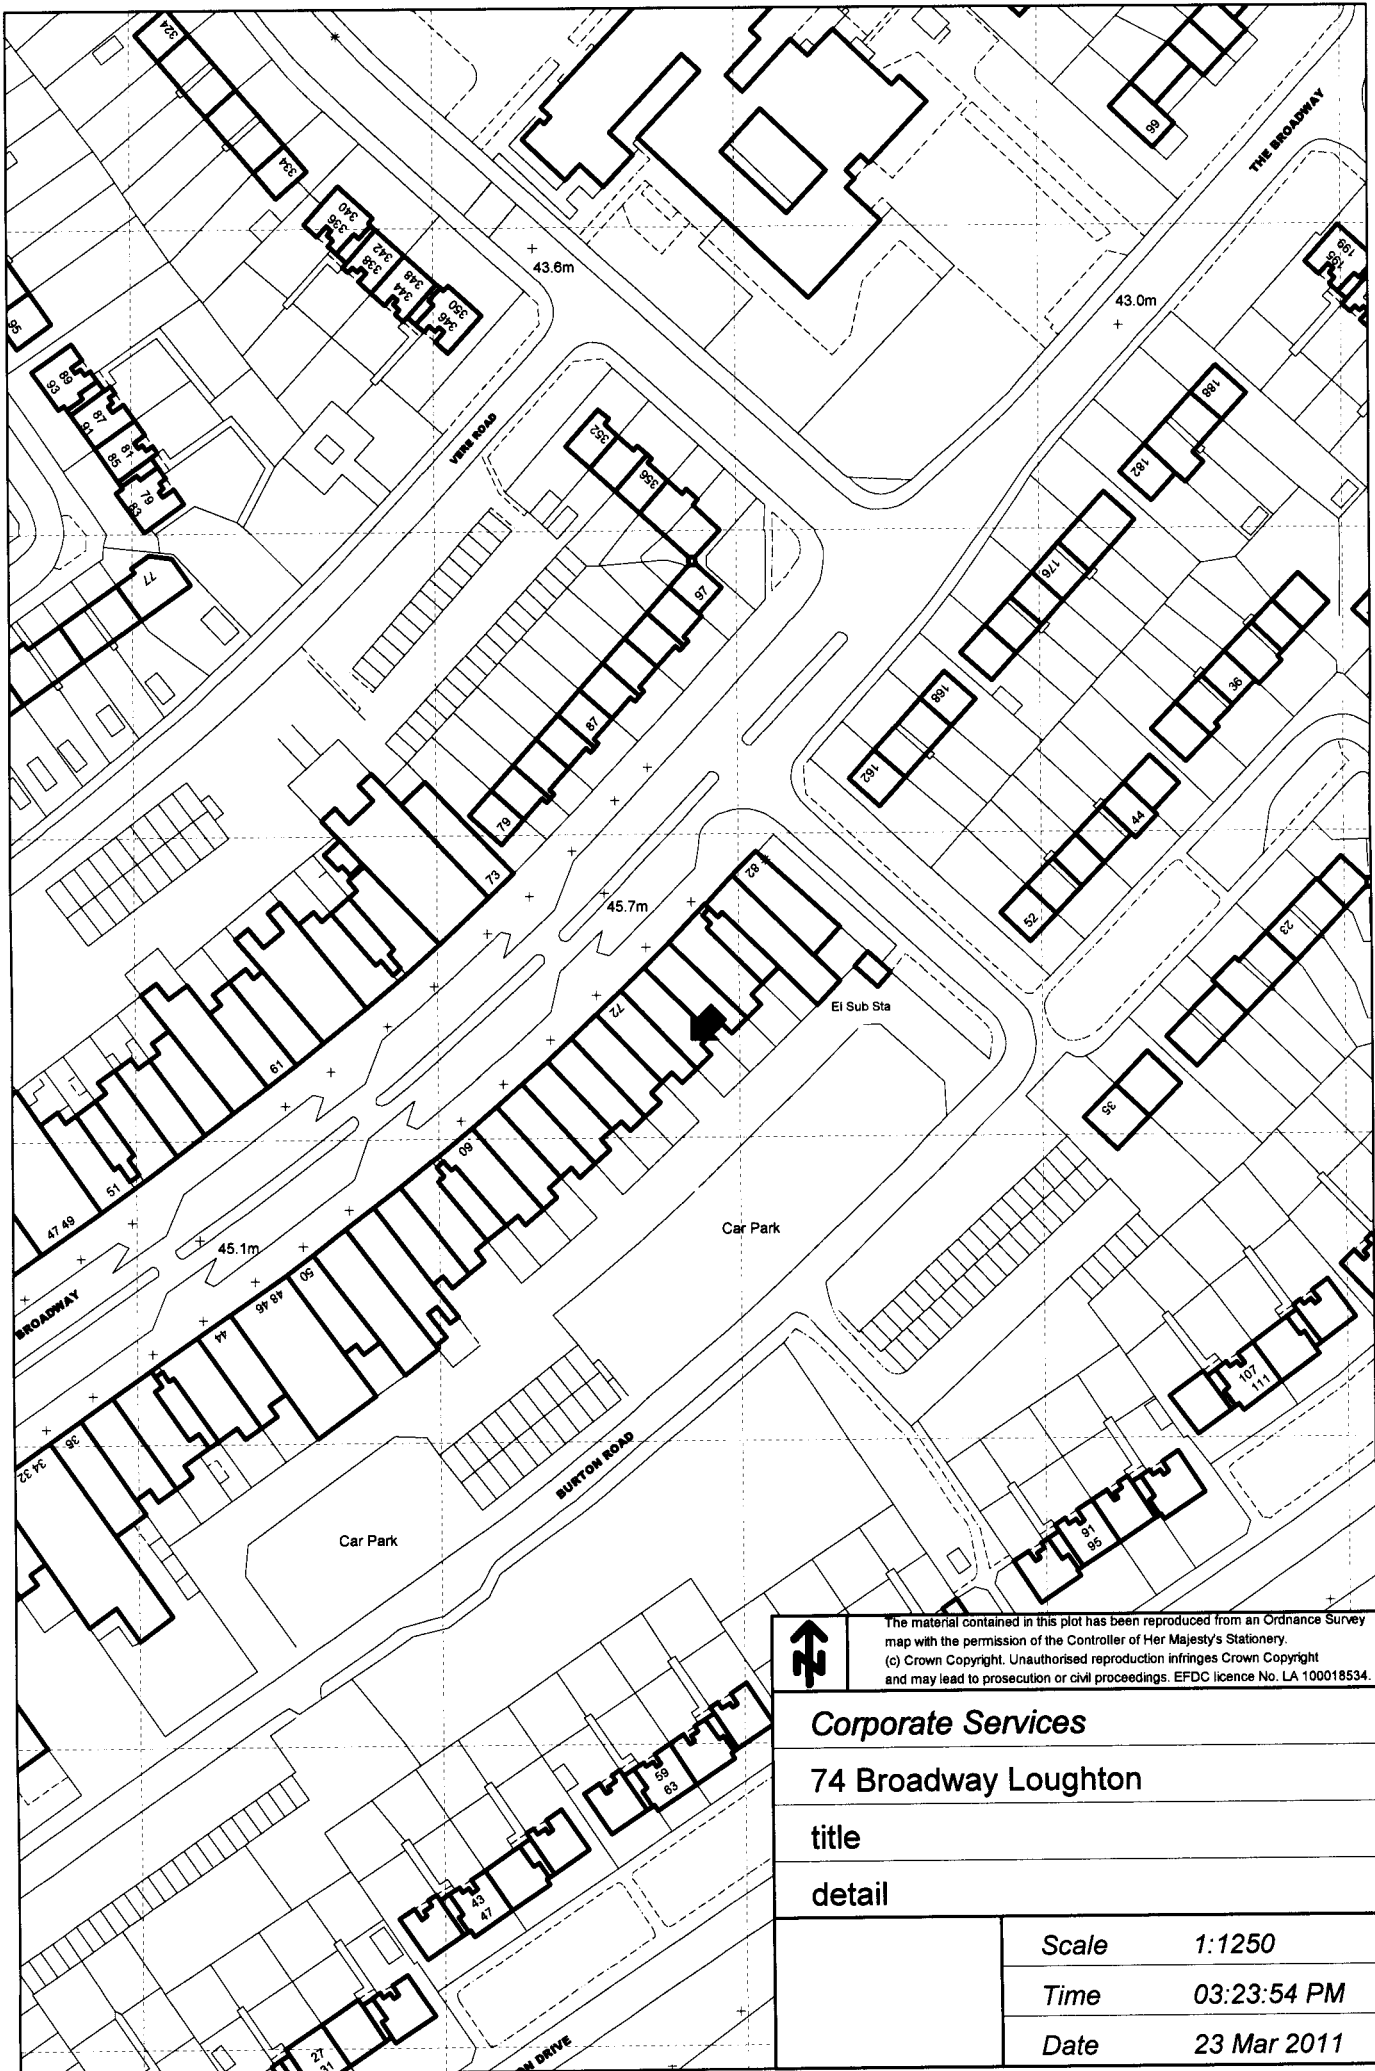 324
334
340
336
342
338
348
344
350
346
66
THE BROADWAY
199
195
43.6m
43.0m
95
89
93
87
91
81
85
79
83
77
VERE ROAD
352
356
97
87
79
188
182
176
168
162
36
44
52
23
35
73
82
45.7m
El Sub Sta
72
61
60
51
47 49
45.1m
50
48 46
44
BROADWAY
36
34 32
Car Park
BURTON ROAD
Car Park
107
111
91
95
59
63
43
47
27
31
N
The material contained in this plot has been reproduced from an Ordnance Survey
map with the permission of the Controller of Her Majesty's Stationery.
(c) Crown Copyright. Unauthorised reproduction infringes Crown Copyright
and may lead to prosecution or civil proceedings. EFDC licence No. LA 100018534.
Corporate Services
74 Broadway Loughton
title
detail
Scale 1:1250
Time 03:23:54 PM
Date 23 Mar 2011
DRIVE